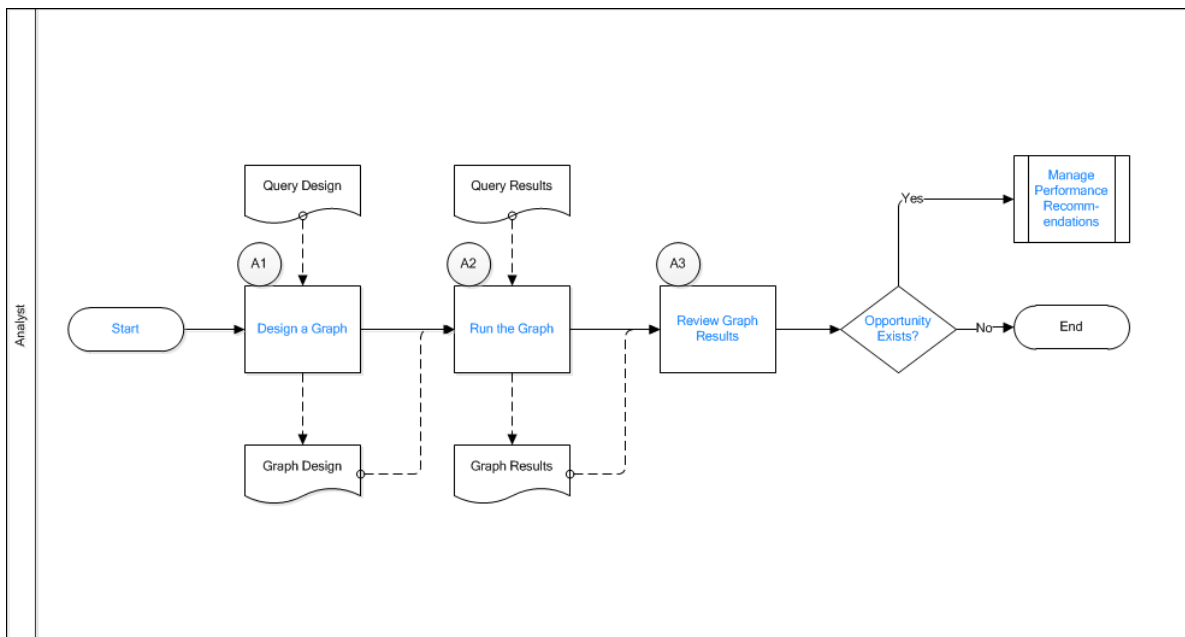 Analyst
Query Design
Query Results
Manage
Performance
Recomm-
endations
Yes
A1
A2
A3
Start
Design a Graph
Run the Graph
Review Graph
Results
Opportunity
Exists?
No
End
Graph Design
Graph Results